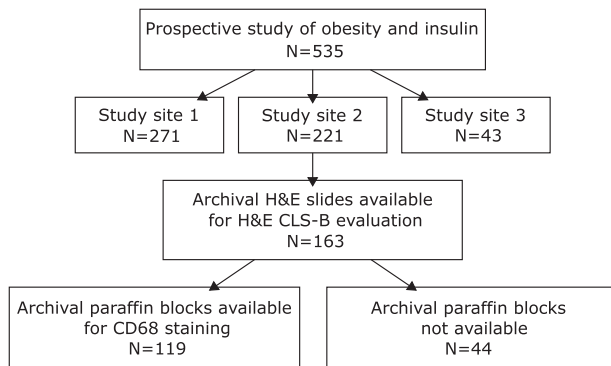 Prospective study of obesity and insulin
N=535
Study site 1
N=271
Study site 2
N=221
Study site 3
N=43
Archival H&E slides available
for H&E CLS-B evaluation
N=163
Archival paraffin blocks available
for CD68 staining
N=119
Archival paraffin blocks
not available
N=44